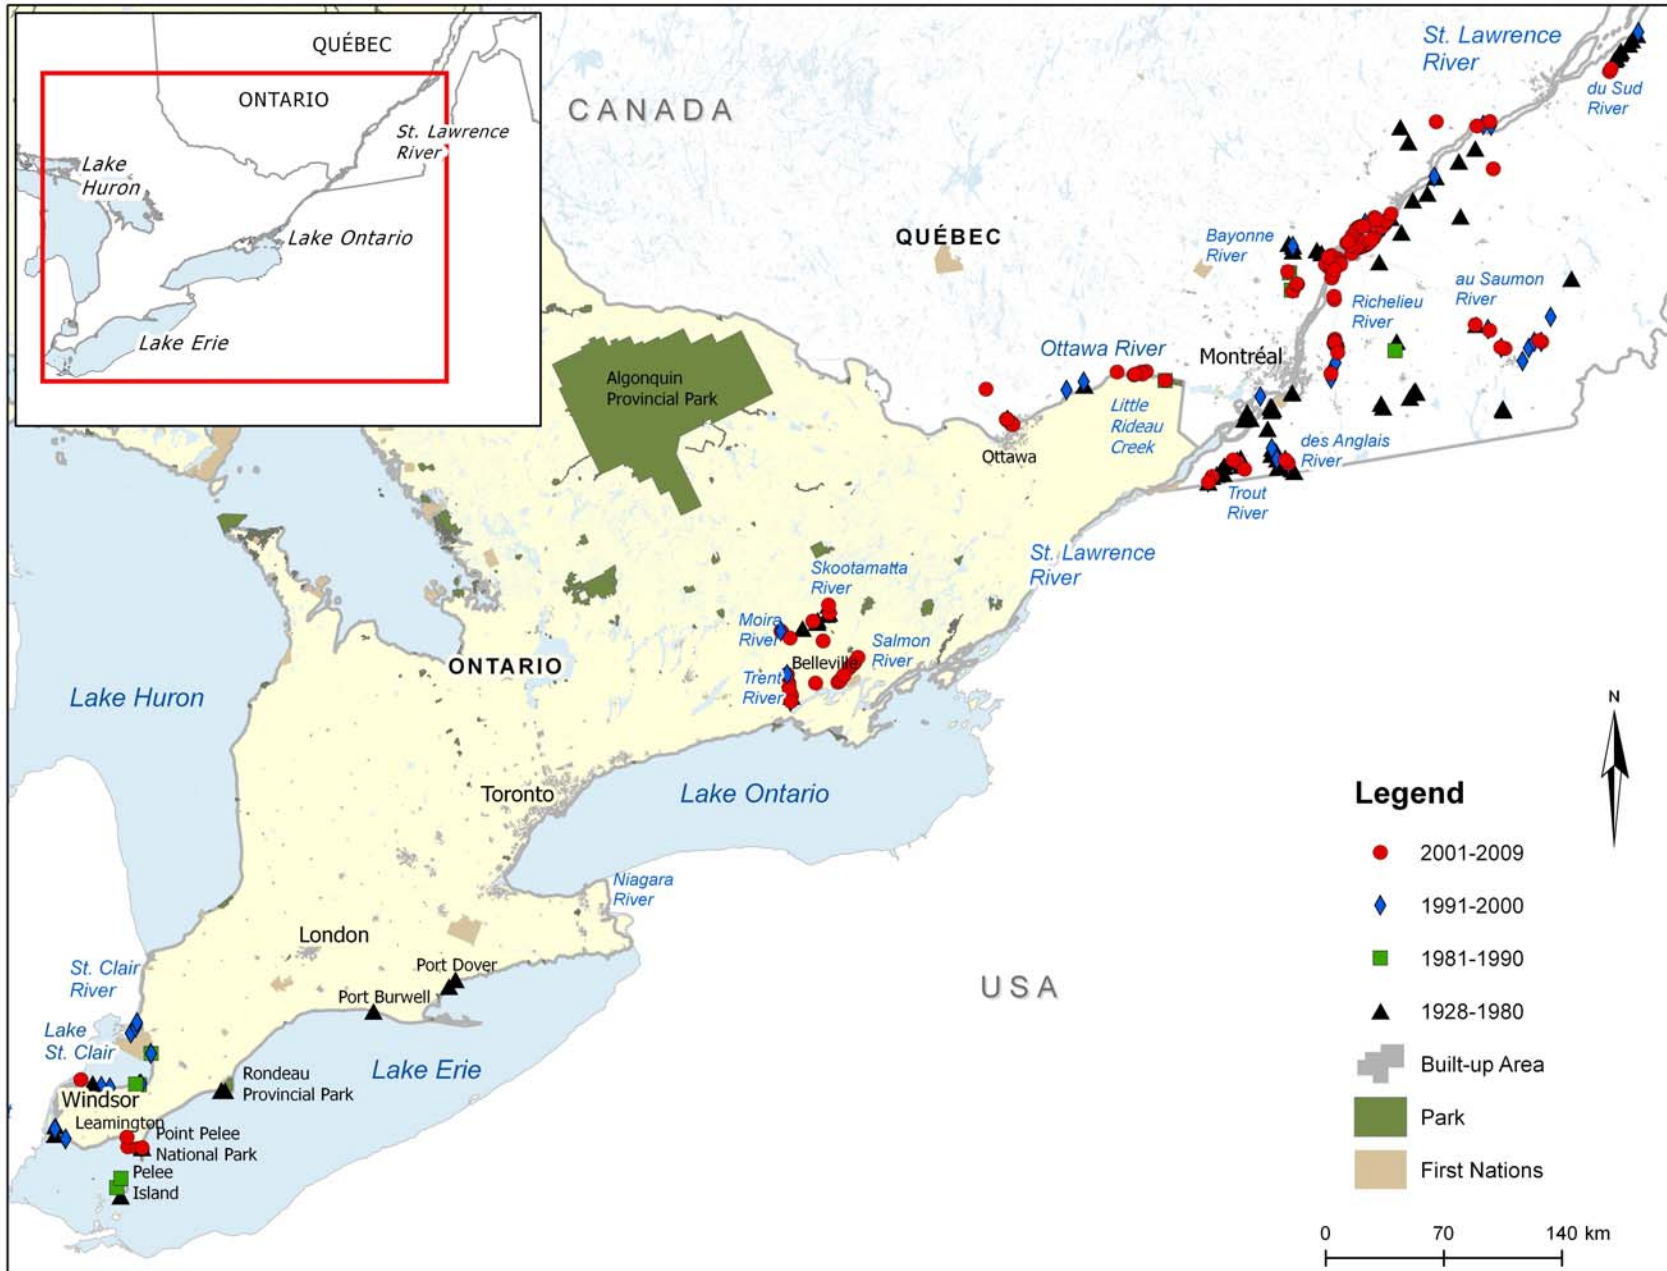 QUÉBEC
ONTARIO
St. Lawrence
River
Lake
Huron
Lake Ontario
Lake Erie
CANADA
St. Lawrence
River
du Sud
River
QUÉBEC
Bayonne
River
au Saumon
River
Richelieu
River
Ottawa River
Montréal
Algonquin
Provincial Park
Little
Rideau
Creek
Ottawa
des Anglais
River
Trout
River
St. Lawrence
River
Skootamatta
River
Moira
River
Salmon
River
Belleville
ONTARIO
Trent
River
Lake Huron
Toronto
Lake Ontario
Niagara
River
London
Port Dover
Port Burwell
USA
St. Clair
River
Lake
St. Clair
Lake Erie
Rondeau
Provincial Park
Windsor
Leamington
Point Pelee
National Park
Pelee
Island
N
Legend
2001-2009
1991-2000
1981-1990
1928-1980
Built-up Area
Park
First Nations
0 70 140 km